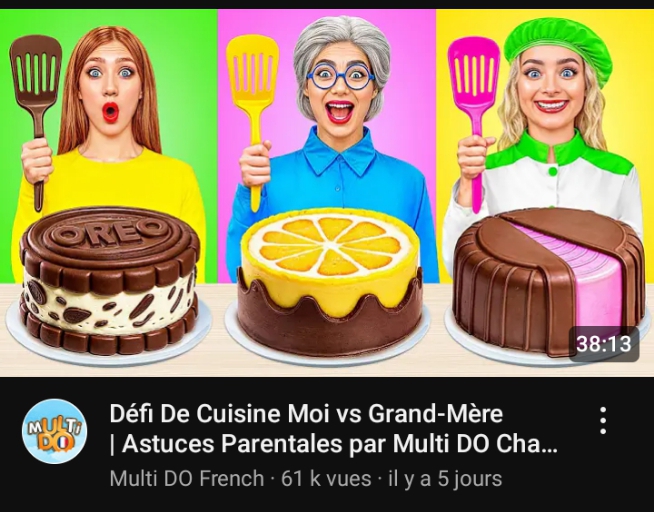 OREO
38:13
MULTI
DO
Défi De Cuisine Moi vs Grand-Mère
| Astuces Parentales par Multi DO Cha...
Multi DO French · 61 k vues · il y a 5 jours